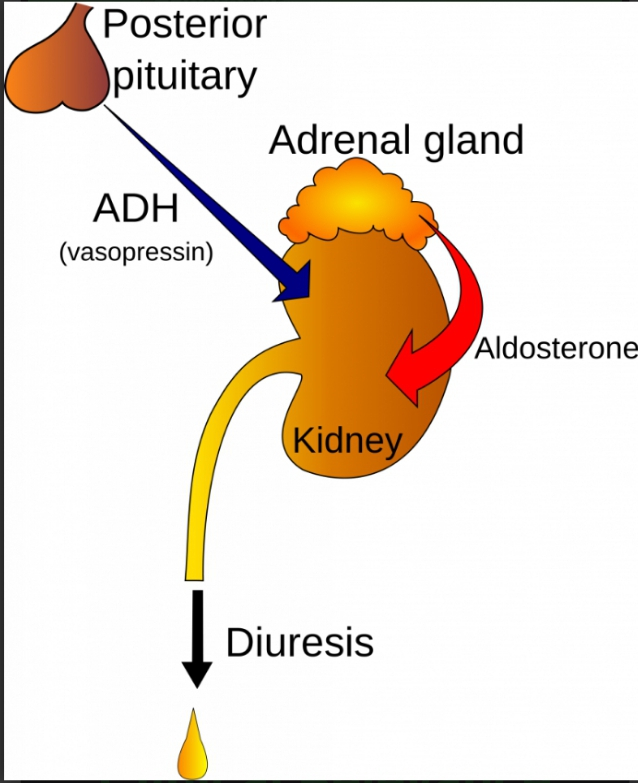 Posterior
pituitary
Adrenal gland
ADH
(vasopressin)
Aldosterone
Kidney
Diuresis